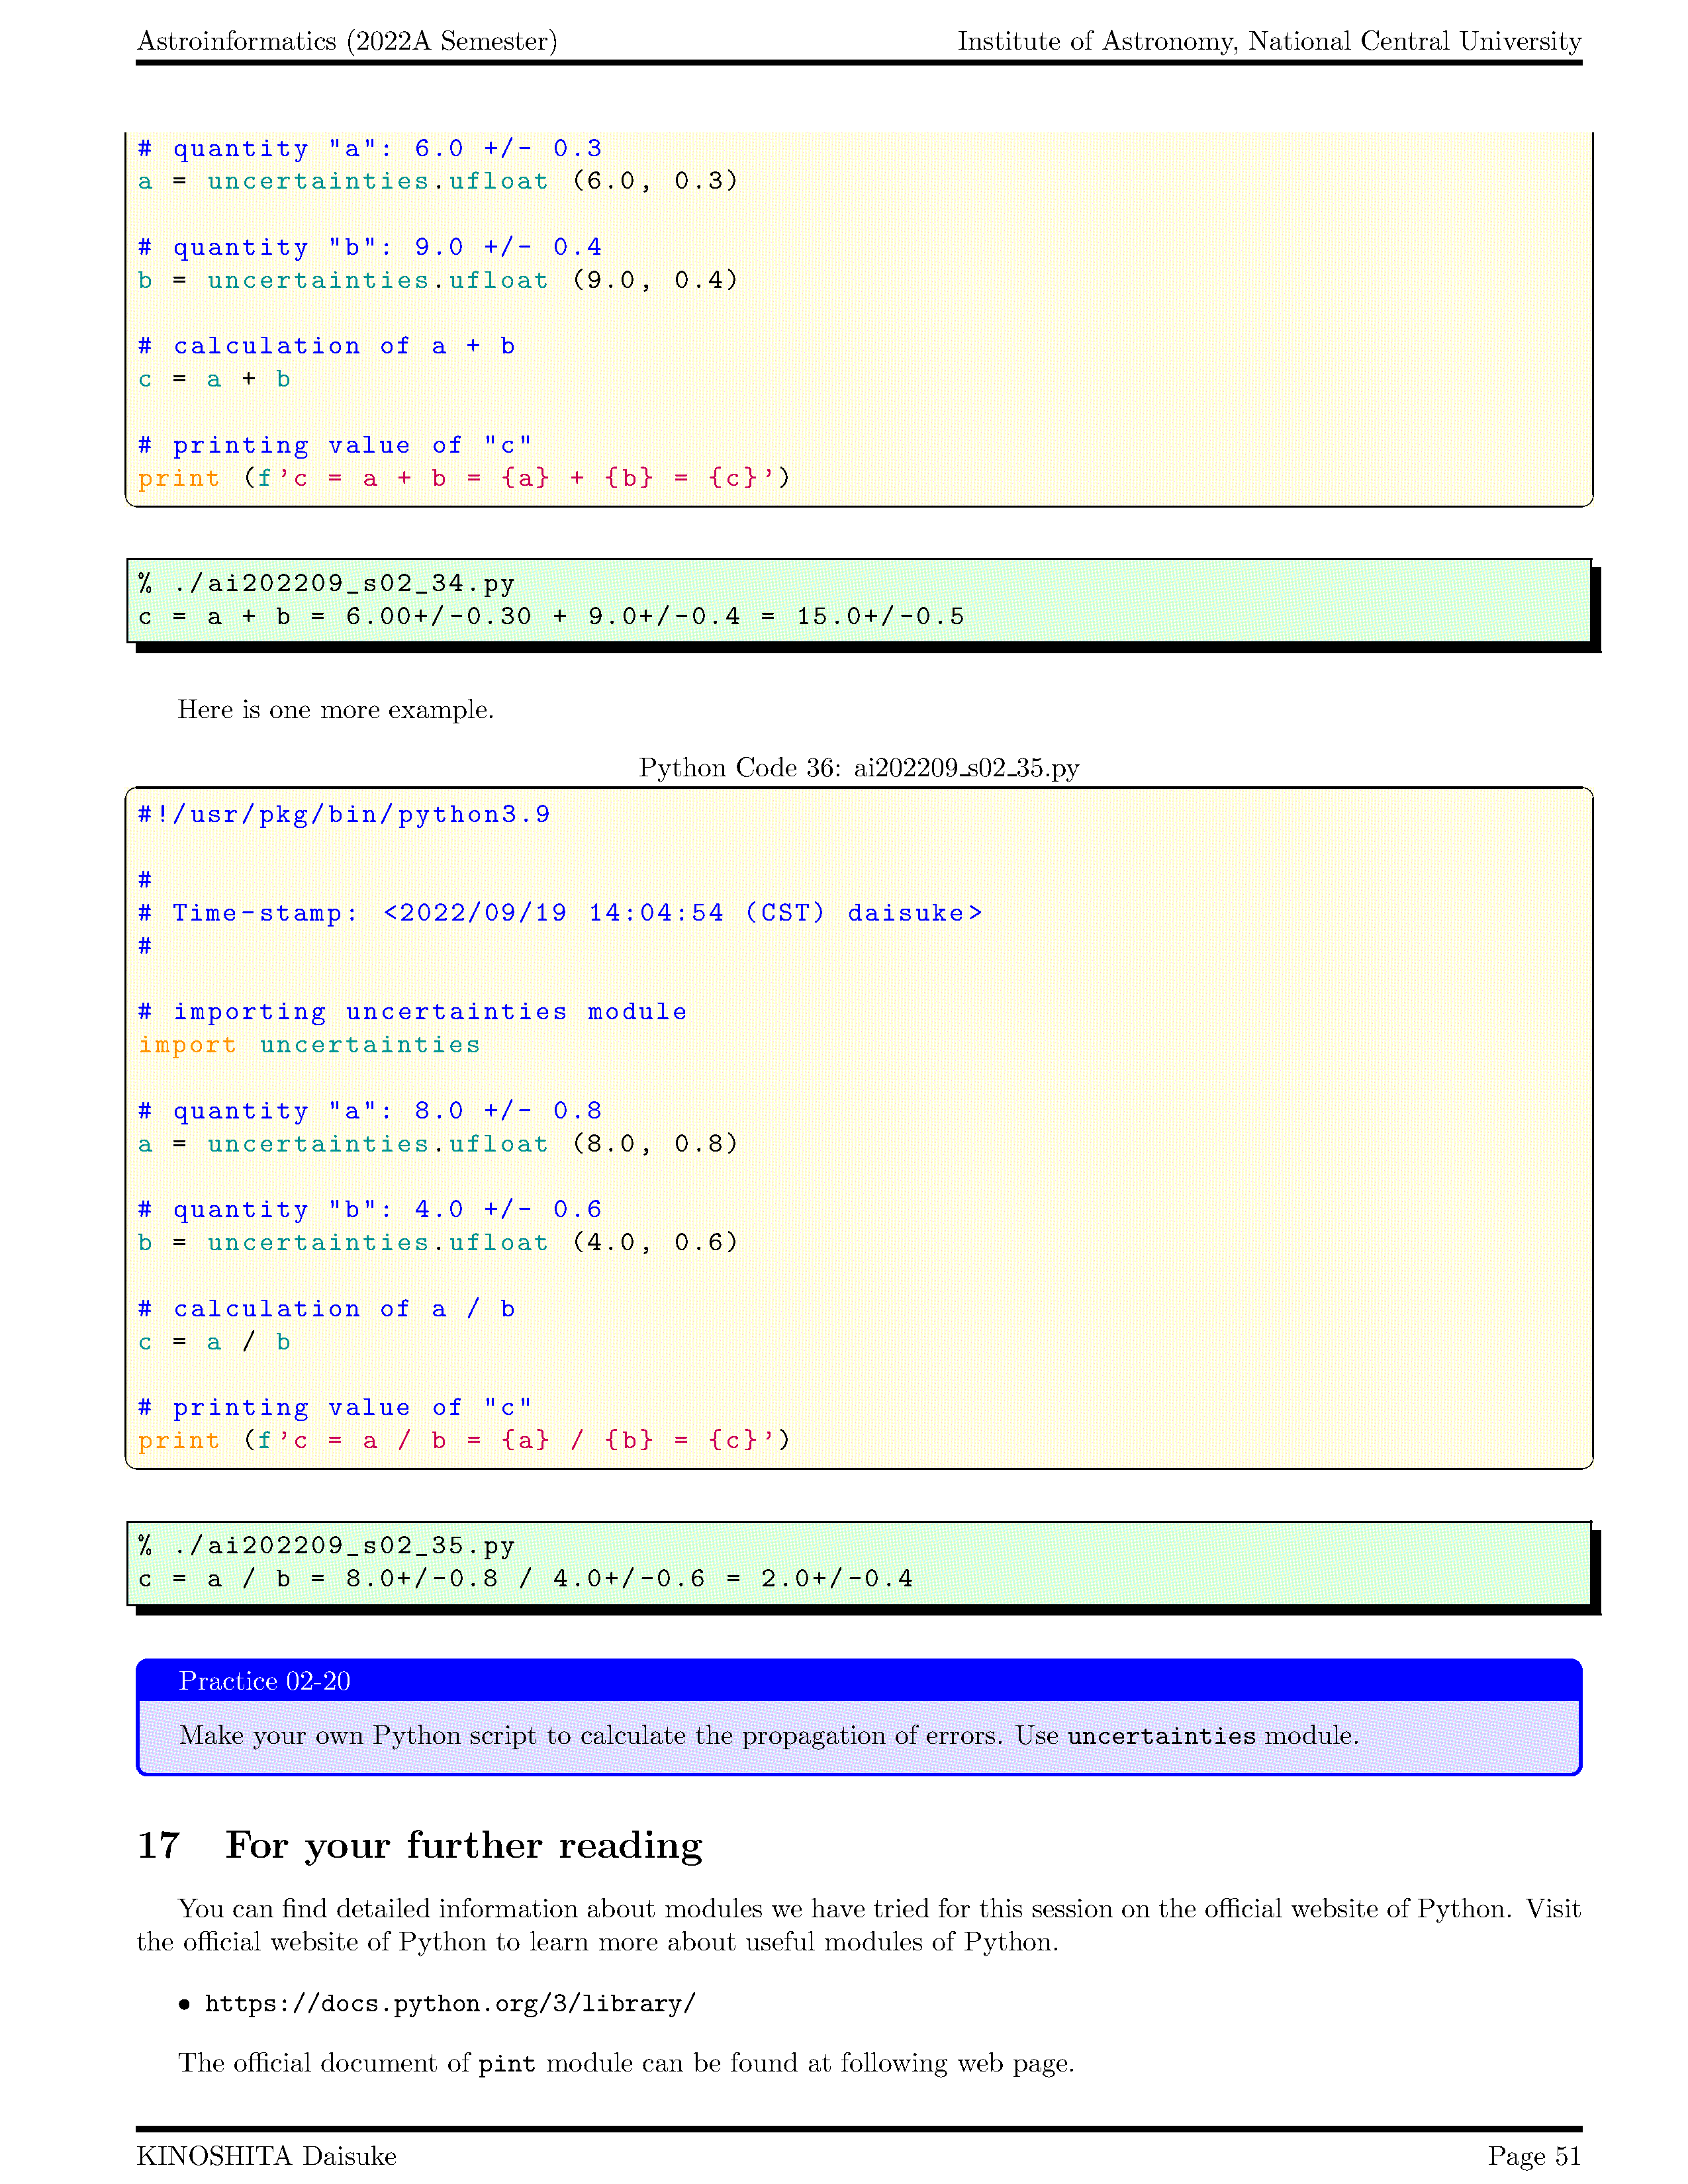 Astroinformatics (2022A Semester) Institute of Astronomy, National Central University
# quantity "a": 6.0 +/- 0.3
a = uncertainties.ufloat (6.0, 0.3)
# quantity "b": 9.0 +/- 0.4
b = uncertainties.ufloat (9.0, 0.4)
# calculation of a + b
c = a + b
# printing value of "c"
print (f'c = a + b = {a} + {b} = {c}')
% ./ai202209_s02_34.py
c = a + b = 6.00+/-0.30 + 9.0+/-0.4 = 15.0+/-0.5
Here is one more example.
Python Code 36: ai202209_s02_35.py
#!/usr/pkg/bin/python3.9
#
# Time-stamp: <2022/09/19 14:04:54 (CST) daisuke>
#
# importing uncertainties module
import uncertainties
# quantity "a": 8.0 +/- 0.8
a = uncertainties.ufloat (8.0, 0.8)
# quantity "b": 4.0 +/- 0.6
b = uncertainties.ufloat (4.0, 0.6)
# calculation of a / b
c = a / b
# printing value of "c"
print (f'c = a / b = {a} / {b} = {c}')
% ./ai202209_s02_35.py
c = a / b = 8.0+/-0.8 / 4.0+/-0.6 = 2.0+/-0.4
Practice 02-20
Make your own Python script to calculate the propagation of errors. Use uncertainties module.
17 For your further reading
You can find detailed information about modules we have tried for this session on the official website of Python. Visit
the official website of Python to learn more about useful modules of Python.
• https://docs.python.org/3/library/
The official document of pint module can be found at following web page.
KINOSHITA Daisuke Page 51